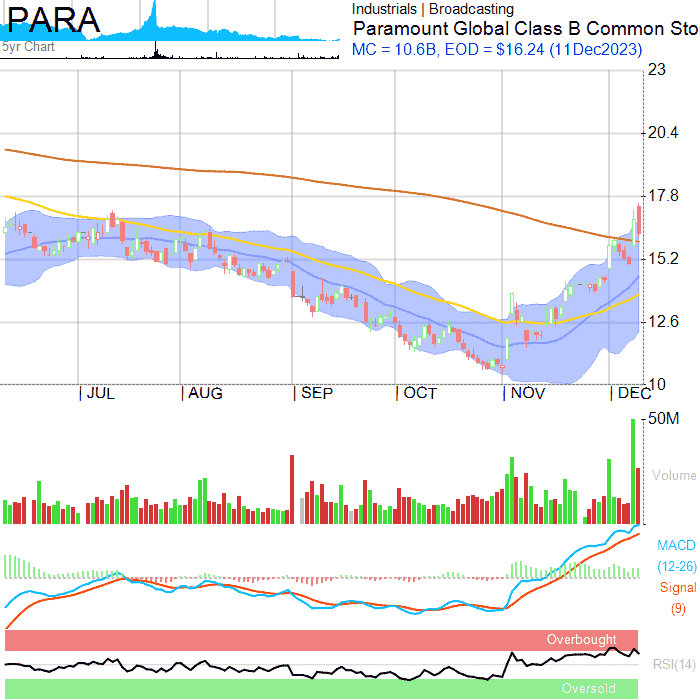 PARA
5yr Chart
Industrials | Broadcasting
Paramount Global Class B Common Sto
MC = 10.6B, EOD = $16.24 (11Dec2023)
23
20.4
17.8
15.2
12.6
10
JUL AUG SEP OCT NOV DEC
50M
Volume
MACD
(12-26)
Signal
(9)
Overbought
RSI(14)
Oversold